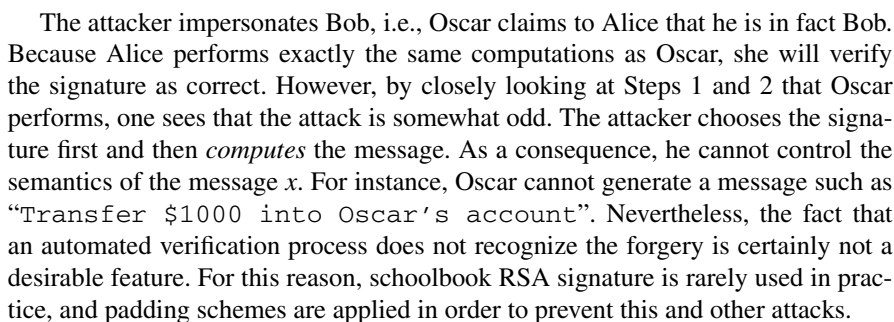 The attacker impersonates Bob, i.e., Oscar claims to Alice that he is in fact Bob.
Because Alice performs exactly the same computations as Oscar, she will verify
the signature as correct. However, by closely looking at Steps 1 and 2 that Oscar
performs, one sees that the attack is somewhat odd. The attacker chooses the signa-
ture first and then computes the message. As a consequence, he cannot control the
semantics of the message x. For instance, Oscar cannot generate a message such as
“Transfer $1000 into Oscar's account”. Nevertheless, the fact that
an automated verification process does not recognize the forgery is certainly not a
desirable feature. For this reason, schoolbook RSA signature is rarely used in prac-
tice, and padding schemes are applied in order to prevent this and other attacks.